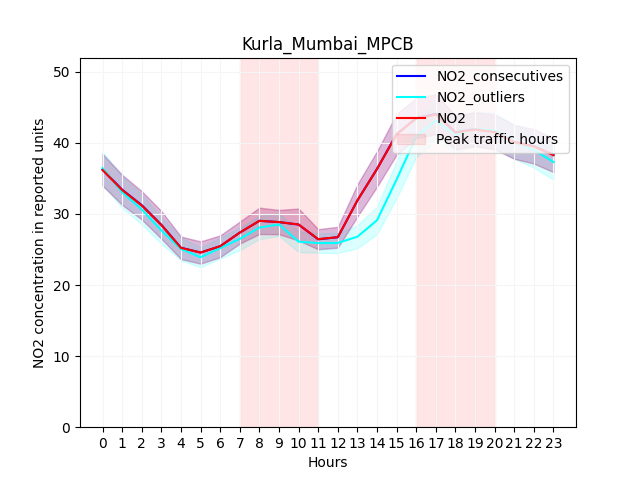 Kurla_Mumbai_MPCB
NO2 concentration in reported units
50
40
30
20
10
0
NO2_consecutives
NO2_outliers
NO2
Peak traffic hours
0 1 2 3 4 5 6 7 8 9 10 11 12 13 14 15 16 17 18 19 20 21 22 23
Hours